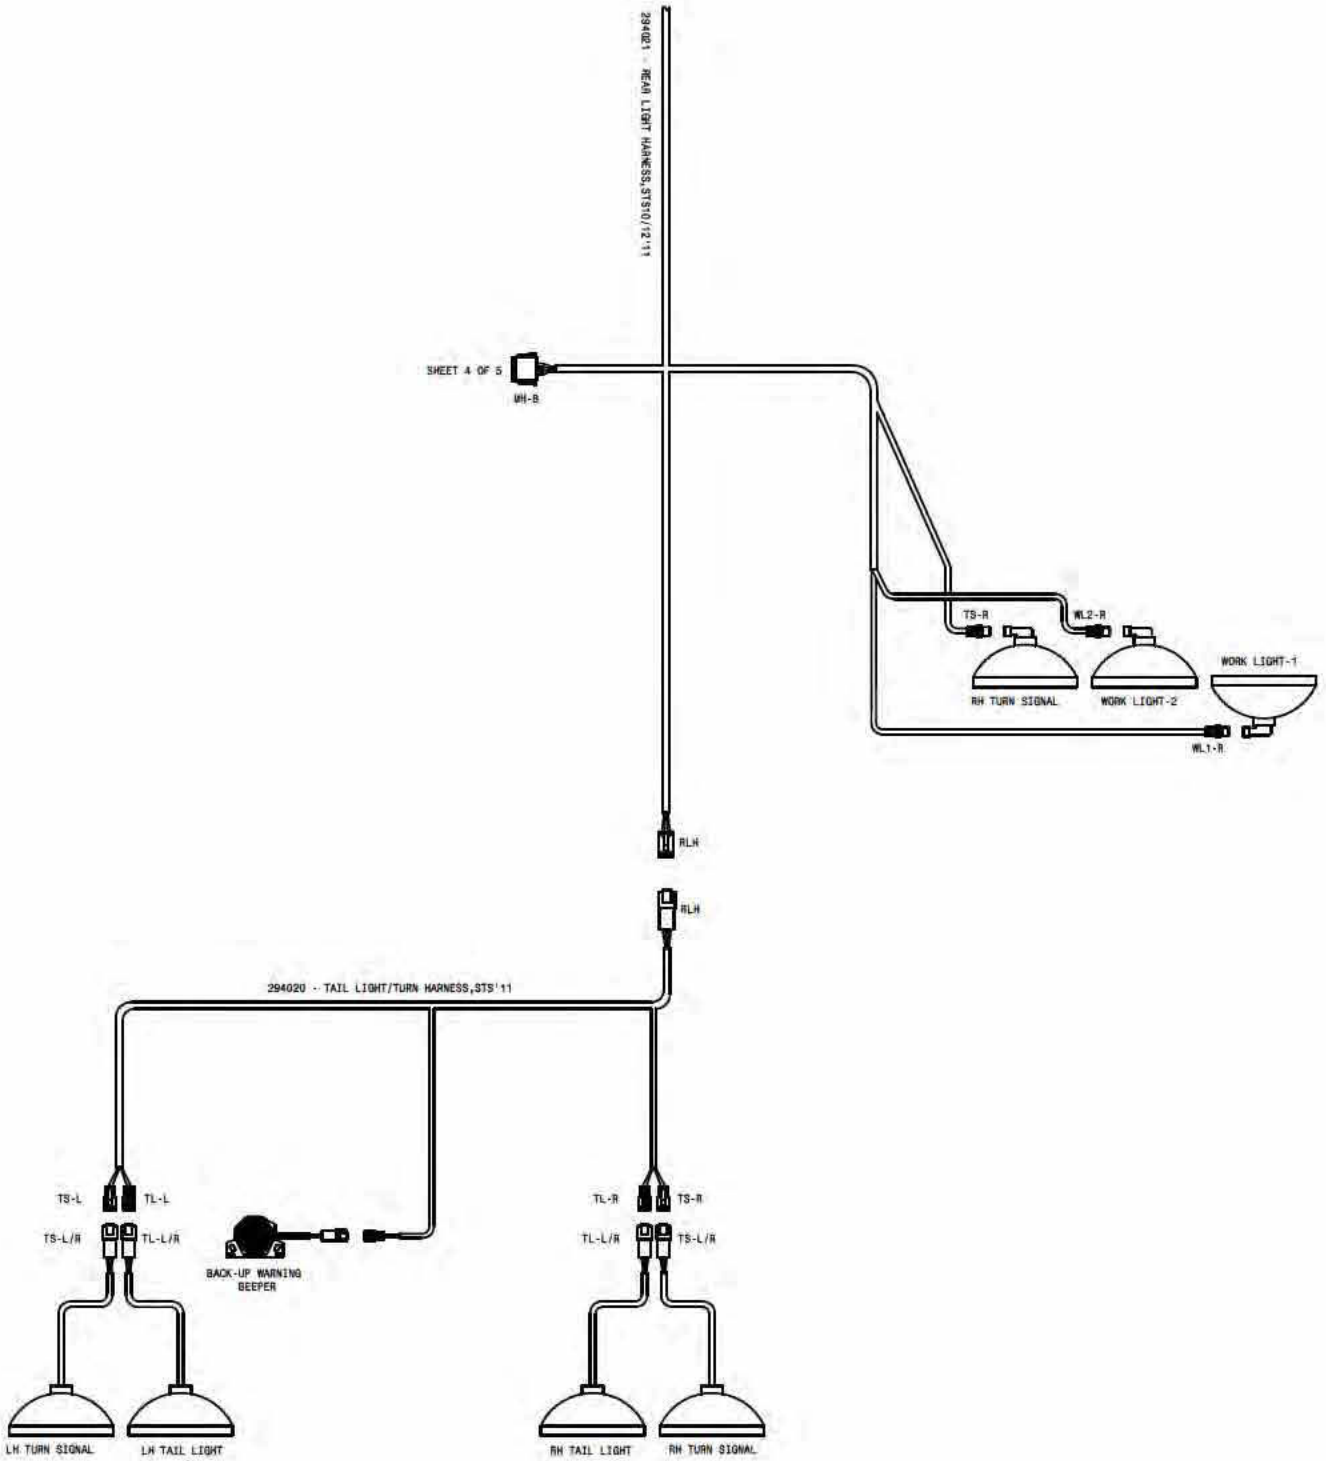 294021 - REAR LIGHT HARNESS,STS10/12'11
SHEET 4 OF 5
WH-B
TS-R
WL2-R
WORK LIGHT-1
RH TURN SIGNAL
WORK LIGHT-2
WL1-R
RLH
RLH
294020 - TAIL LIGHT/TURN HARNESS,STS'11
TS-L
TL-L
TL-R
TS-R
TS-L/R
TL-L/R
TL-L/R
TS-L/R
BACK-UP WARNING
BEEPER
LH TURN SIGNAL
LH TAIL LIGHT
RH TAIL LIGHT
RH TURN SIGNAL